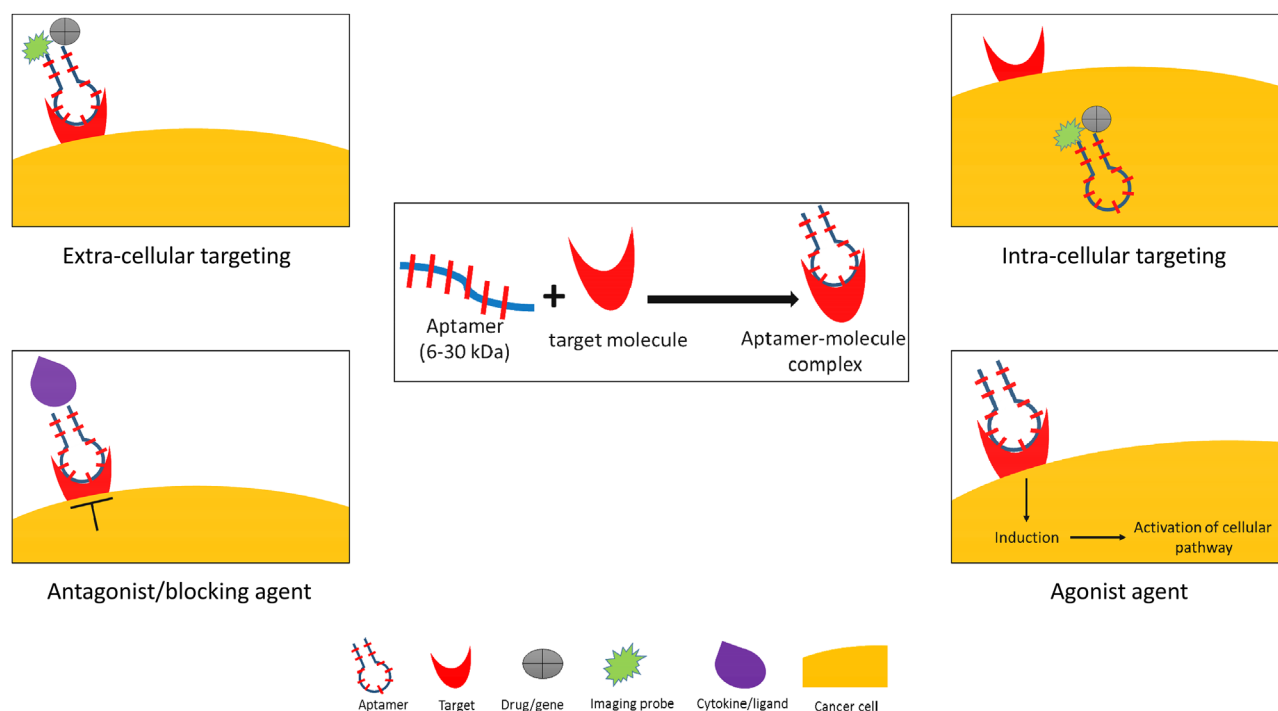 Extra-cellular targeting
Intra-cellular targeting
Aptamer
(6-30 kDa)
target molecule
Aptamer-molecule
complex
Antagonist/blocking agent
Induction
Activation of cellular
pathway
Agonist agent
Aptamer
Target
Drug/gene
Imaging probe
Cytokine/ligand
Cancer cell